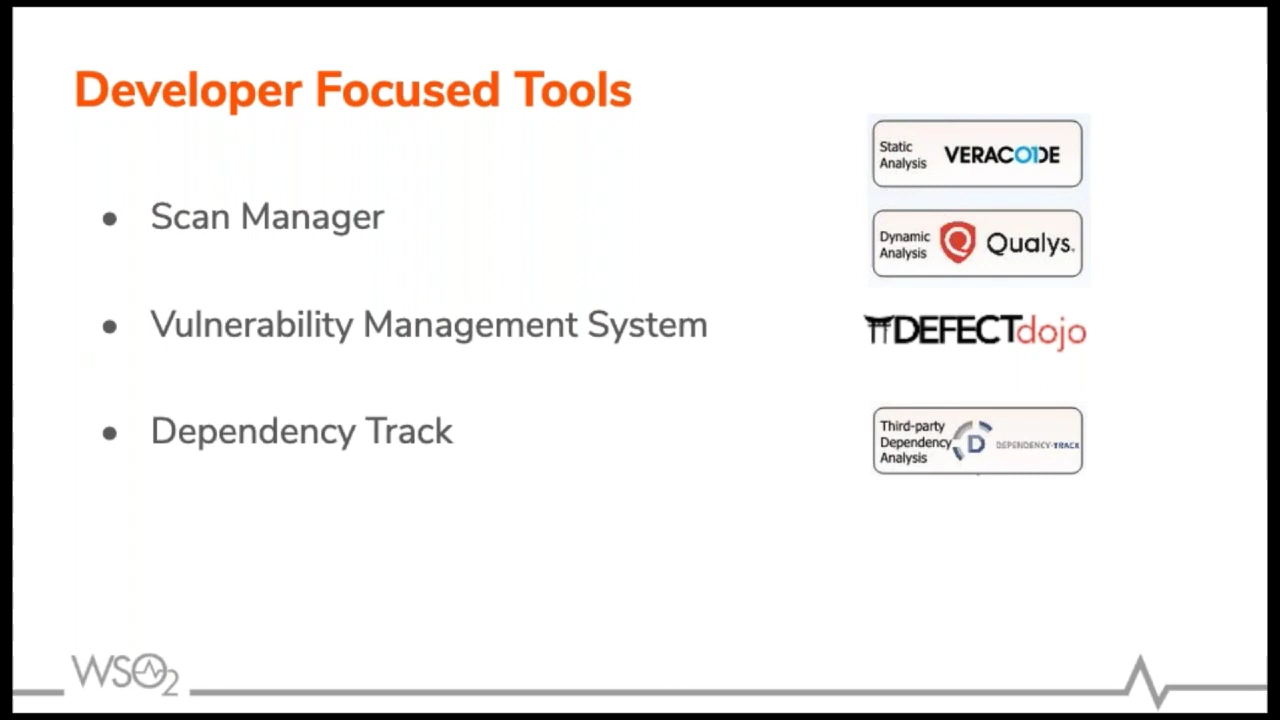 Developer Focused Tools
Static
Analysis
VERACODE
Scan Manager
Dynamic
Analysis
Qualys.
Vulnerability Management System
DEFECTdojo
Dependency Track
Third-party
Dependency
Analysis
D
DEPENDENCY-TRACK
WSO2